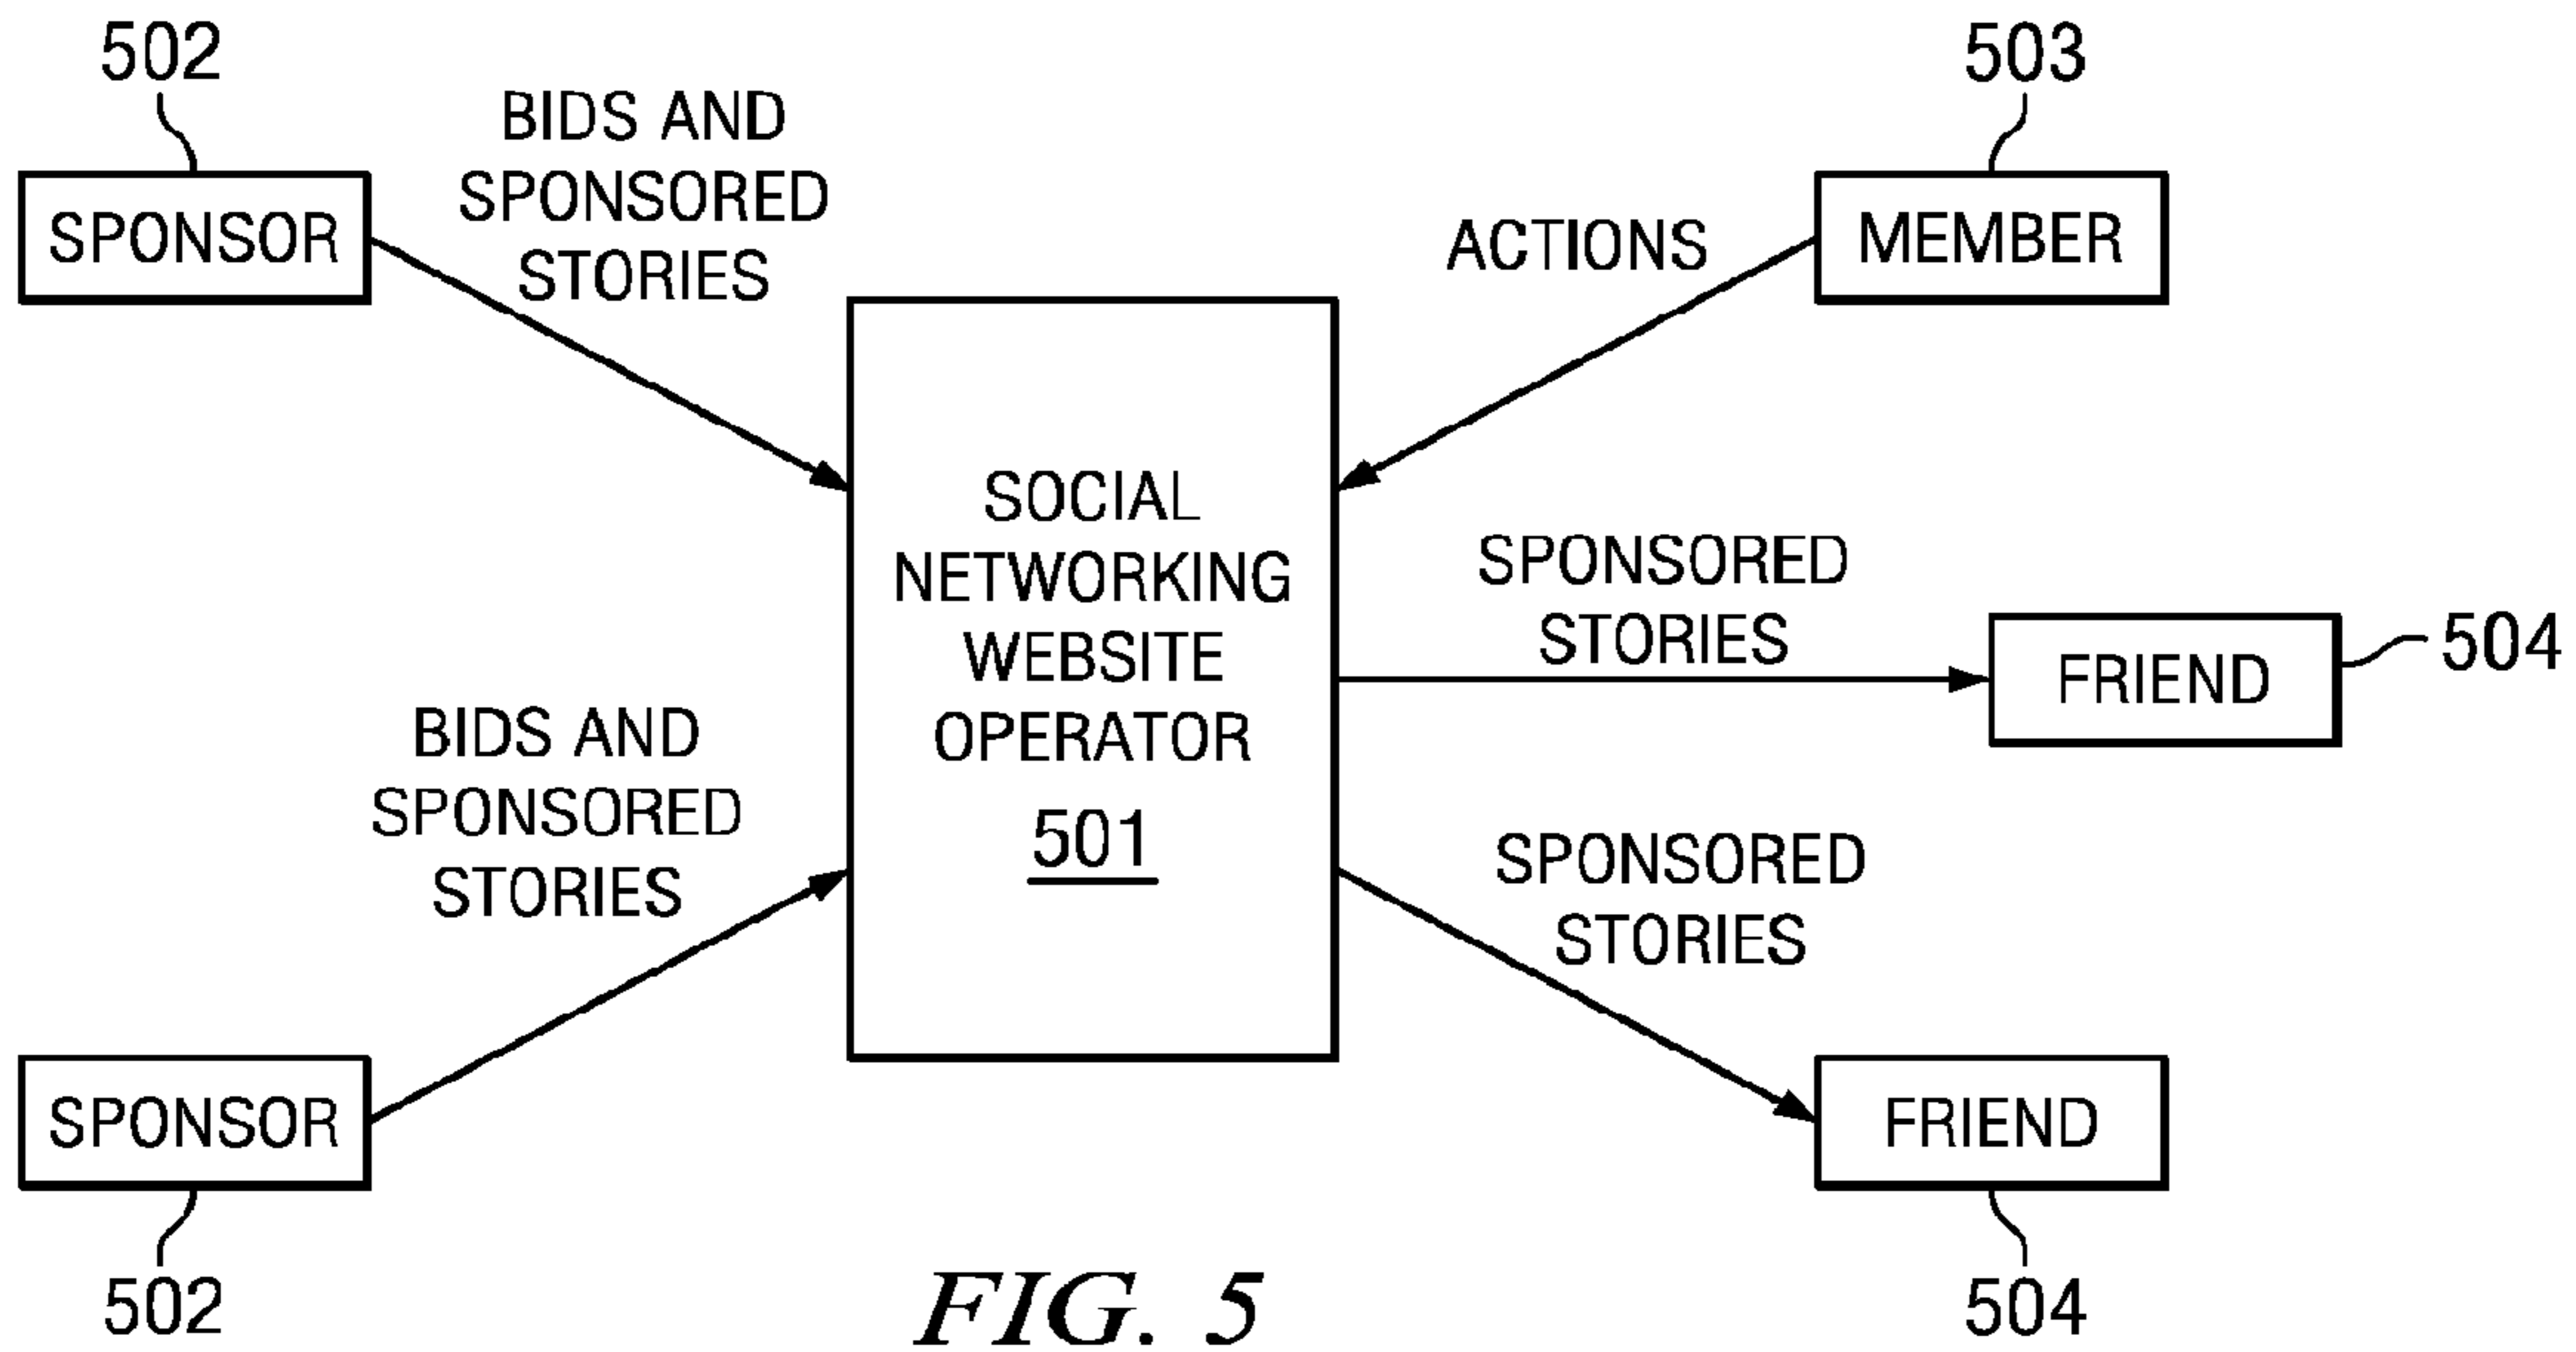 502
BIDS AND
SPONSORED
STORIES
SPONSOR
503
MEMBER
ACTIONS
SOCIAL
NETWORKING
WEBSITE
OPERATOR
501
SPONSORED
STORIES
FRIEND
504
BIDS AND
SPONSORED
STORIES
SPONSOR
502
SPONSORED
STORIES
FRIEND
504
FIG. 5